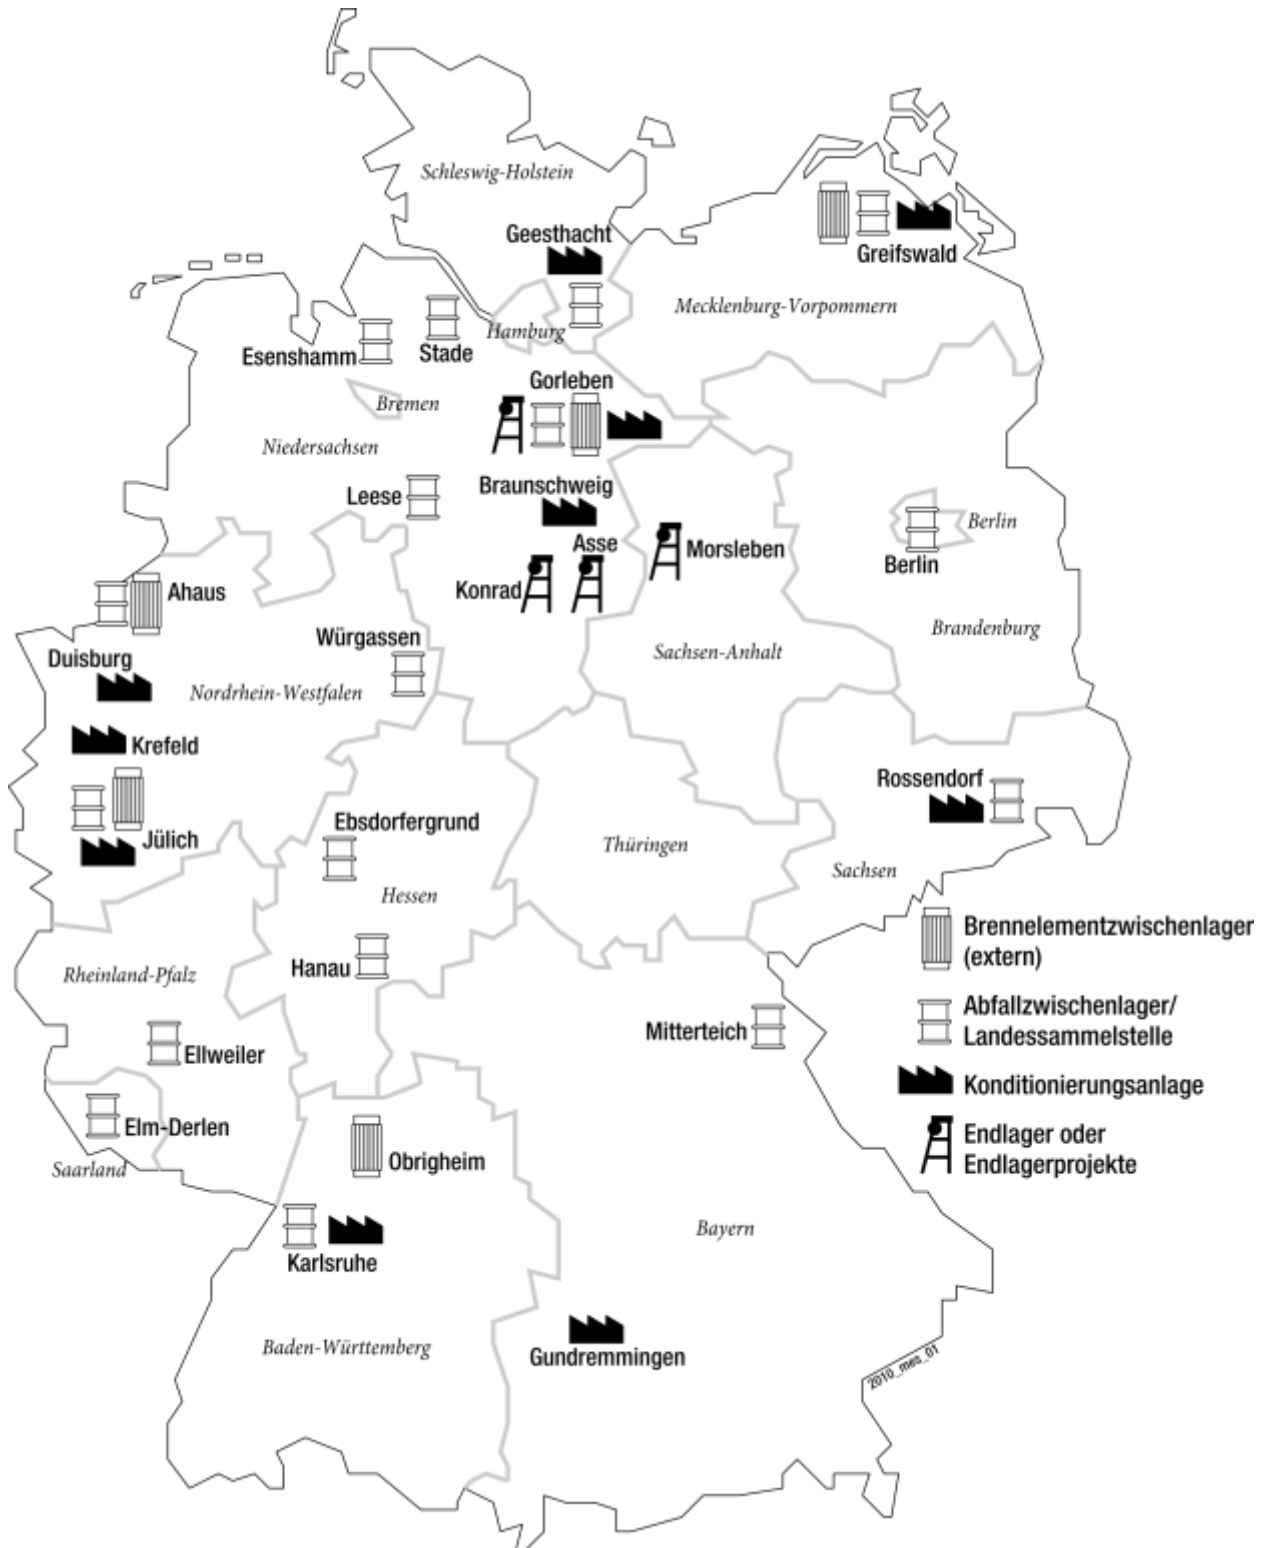 Schleswig-Holstein
Geesthacht
Greifswald
Mecklenburg-Vorpommern
Hamburg
Esenshamm
Stade
Gorleben
Bremen
Niedersachsen
Leese
Braunschweig
Berlin
Asse
Morsleben
Berlin
Konrad
Ahaus
Brandenburg
Würgassen
Sachsen-Anhalt
Duisburg
Nordrhein-Westfalen
Krefeld
Rossendorf
Ebsdorfergrund
Jülich
Thüringen
Sachsen
Hessen
Brennelementzwischenlager
(extern)
Hanau
Rheinland-Pfalz
Abfallzwischenlager/
Landessammelstelle
Mitterteich
Ellweiler
Konditionierungsanlage
Elm-Derlen
Endlager oder
Endlagerprojekte
Obrigheim
Saarland
Bayern
Karlsruhe
Baden-Württemberg
Gundremmingen
2010_mes_01